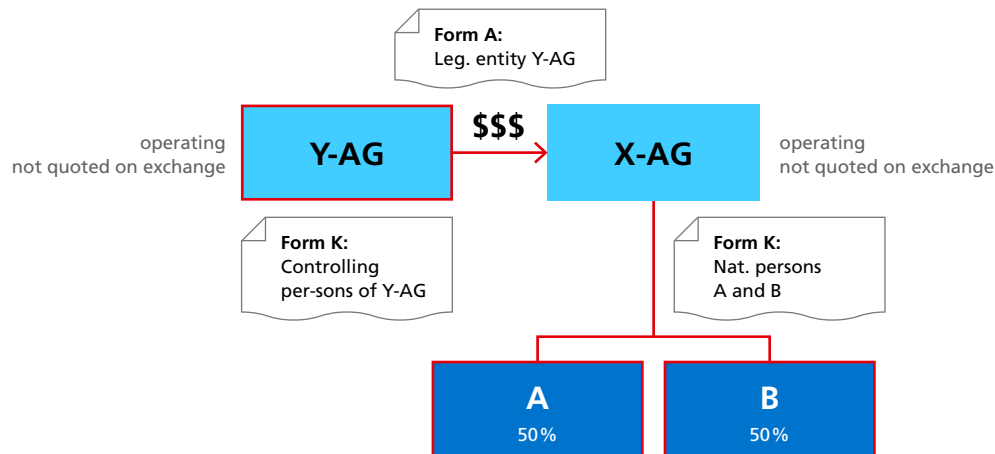 Form A:
Leg. entity Y-AG
operating
not quoted on exchange
Y-AG
$$$
X-AG
operating
not quoted on exchange
Form K:
Controlling
per-sons of Y-AG
Form K:
Nat. persons
A and B
A
50%
B
50%